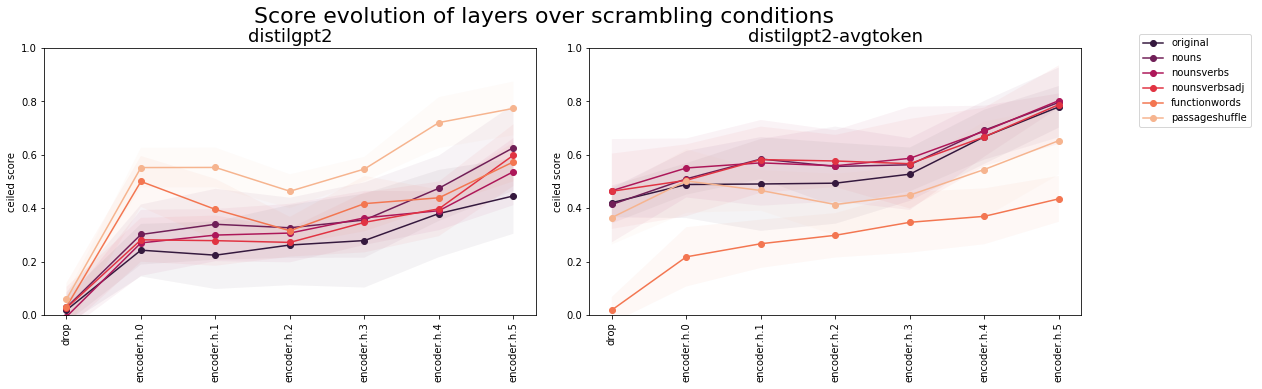 Score evolution of layers over scrambling conditions
distilgpt2
ceiled score
1.0
0.8
0.6
0.4
0.2
0.0
drop
encoder.h.0
encoder.h.1
encoder.h.2
encoder.h.3
encoder.h.4
encoder.h.5
distilgpt2-avgtoken
ceiled score
1.0
0.8
0.6
0.4
0.2
0.0
drop
encoder.h.0
encoder.h.1
encoder.h.2
encoder.h.3
encoder.h.4
encoder.h.5
original
nouns
nounsverbs
nounsverbsadj
functionwords
passageshuffle